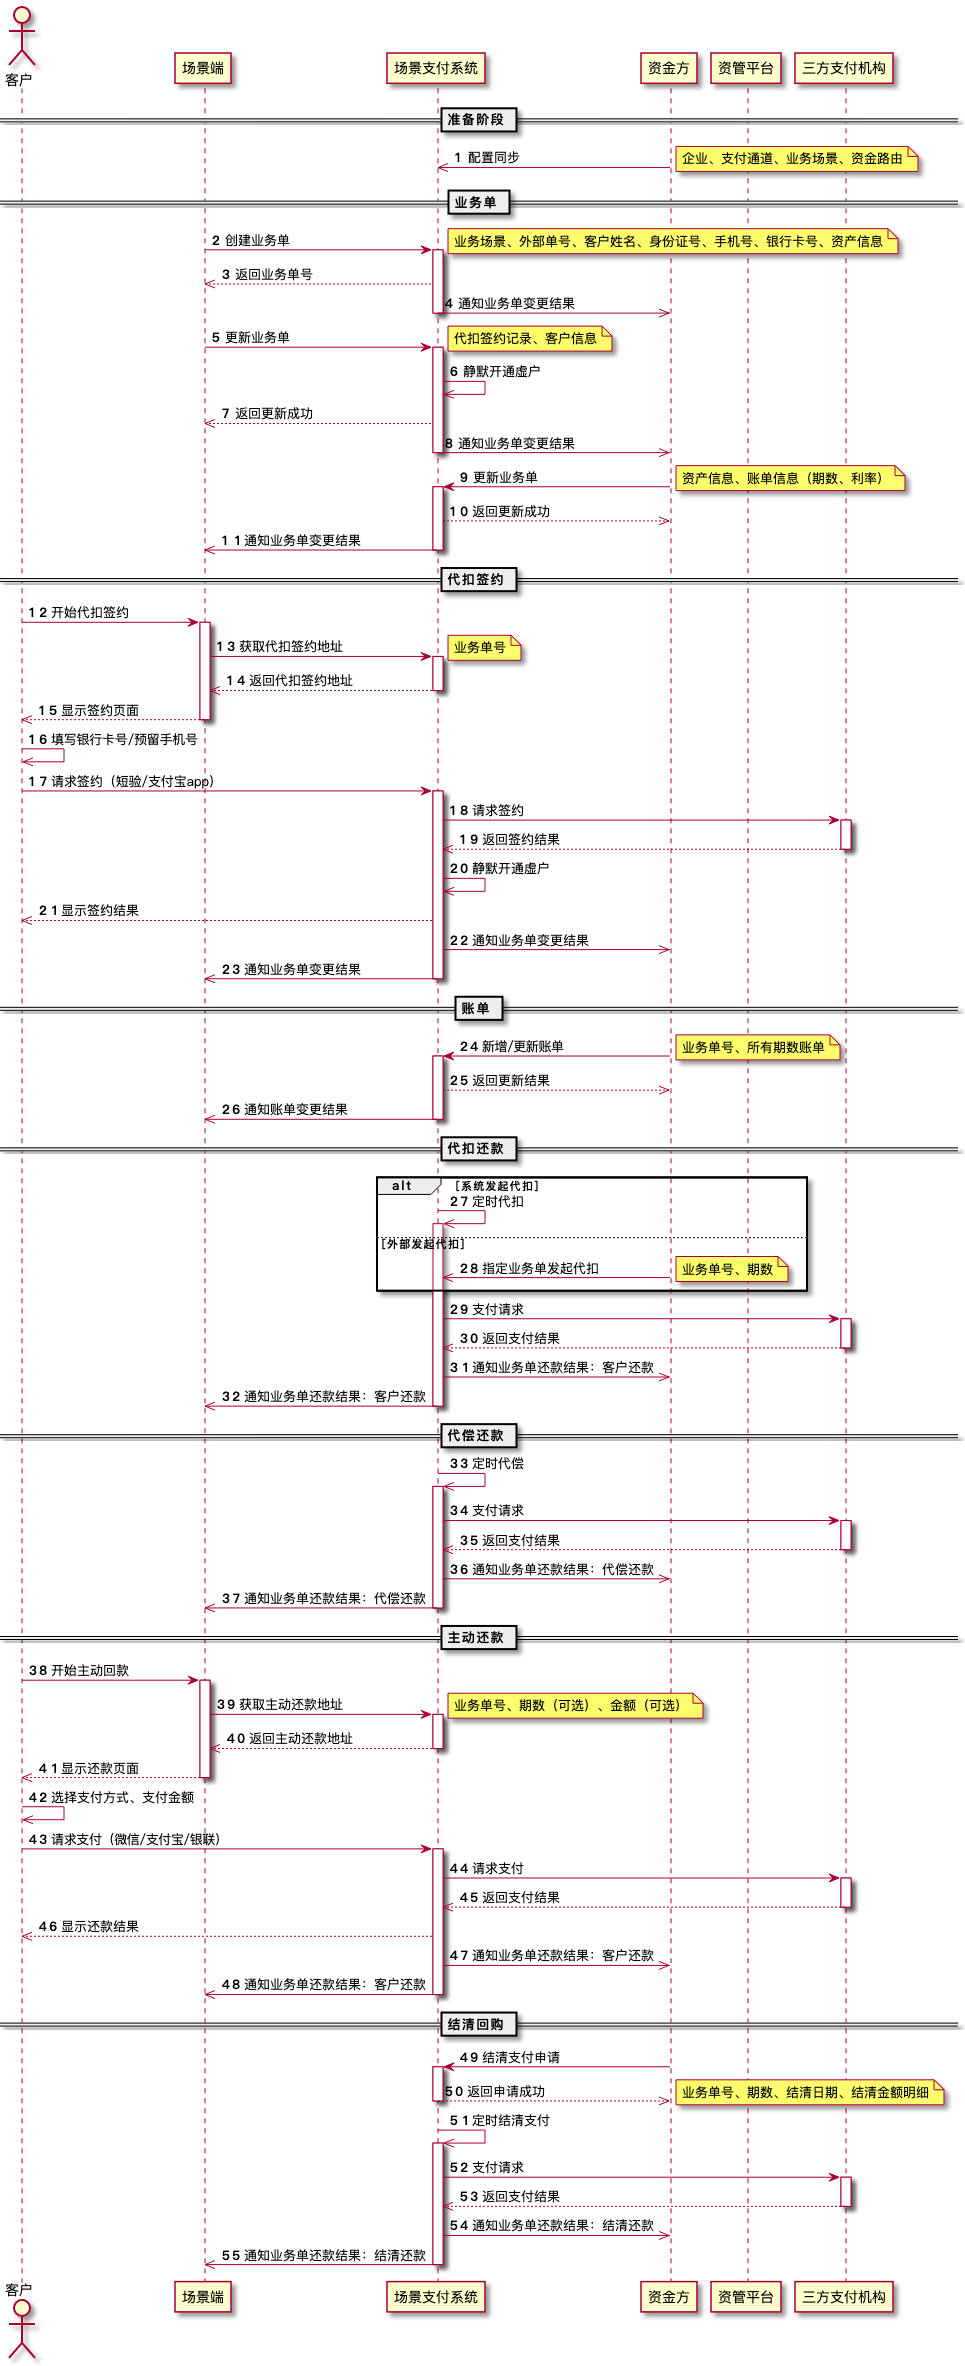 客户
场景端
场景支付系统
资金方
资管平台
三方支付机构
准备阶段
1 配置同步
企业、支付通道、业务场景、资金路由
业务单
2 创建业务单
业务场景、外部单号、客户姓名、身份证号、手机号、银行卡号、资产信息
3 返回业务单号
4 通知业务单变更结果
5 更新业务单
代扣签约记录、客户信息
6 静默开通虚户
7 返回更新成功
8 通知业务单变更结果
9 更新业务单
资产信息、账单信息（期数、利率）
10 返回更新成功
11 通知业务单变更结果
代扣签约
12 开始代扣签约
13 获取代扣签约地址
业务单号
14 返回代扣签约地址
15 显示签约页面
16 填写银行卡号/预留手机号
17 请求签约（短验/支付宝app）
18 请求签约
19 返回签约结果
20 静默开通虚户
21 显示签约结果
22 通知业务单变更结果
23 通知业务单变更结果
账单
24 新增/更新账单
业务单号、所有期数账单
25 返回更新结果
26 通知账单变更结果
代扣还款
alt [系统发起代扣]
27 定时代扣
[外部发起代扣]
28 指定业务单发起代扣
业务单号、期数
29 支付请求
30 返回支付结果
31 通知业务单还款结果：客户还款
32 通知业务单还款结果：客户还款
代偿还款
33 定时代偿
34 支付请求
35 返回支付结果
36 通知业务单还款结果：代偿还款
37 通知业务单还款结果：代偿还款
主动还款
38 开始主动回款
39 获取主动还款地址
业务单号、期数（可选）、金额（可选）
40 返回主动还款地址
41 显示还款页面
42 选择支付方式、支付金额
43 请求支付（微信/支付宝/银联）
44 请求支付
45 返回支付结果
46 显示还款结果
47 通知业务单还款结果：客户还款
48 通知业务单还款结果：客户还款
结清回购
49 结清支付申请
50 返回申请成功
业务单号、期数、结清日期、结清金额明细
51 定时结清支付
52 支付请求
53 返回支付结果
54 通知业务单还款结果：结清还款
55 通知业务单还款结果：结清还款
客户
场景端
场景支付系统
资金方
资管平台
三方支付机构